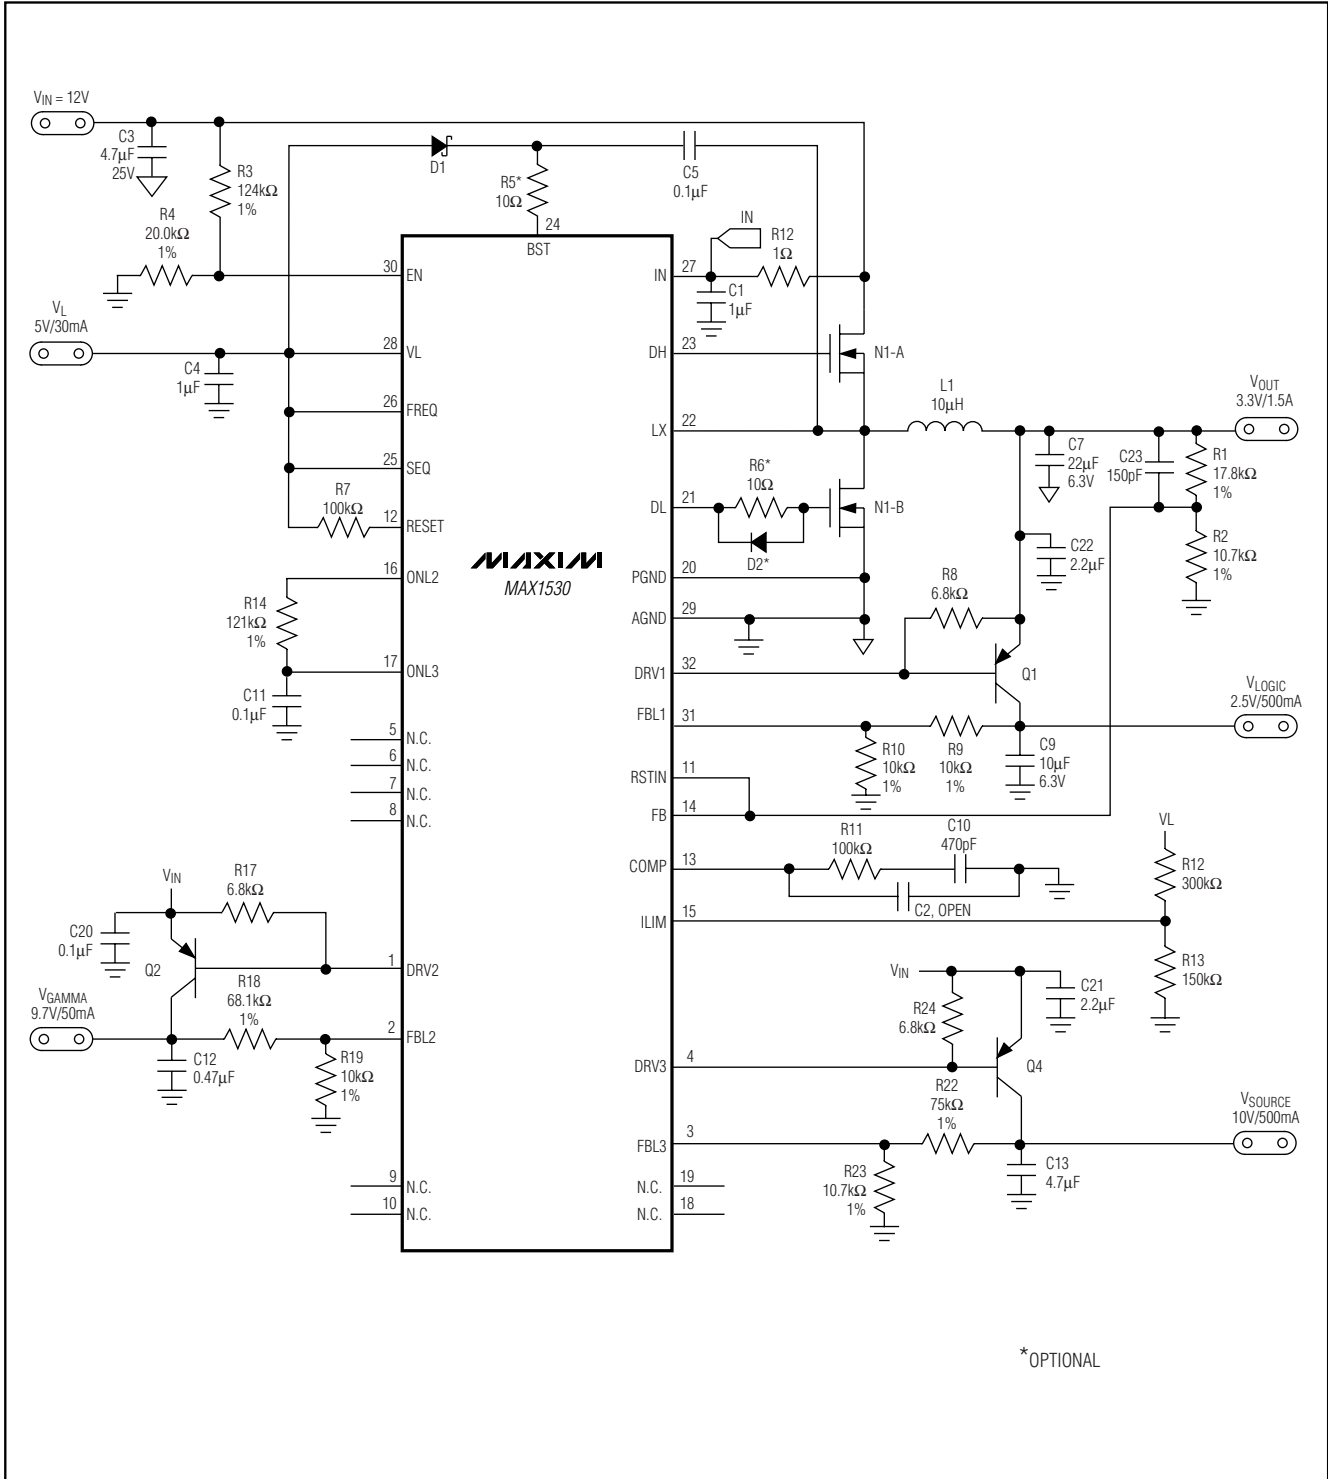 VIN = 12V
C3
4.7µF
25V
R3
124kΩ
1%
R4
20.0kΩ
1%
D1
R5*
10Ω
C5
0.1µF
24
BST
IN
R12
1Ω
30
EN
IN
27
C1
1µF
VL
5V/30mA
C4
1µF
28
VL
DH
23
N1-A
26
FREQ
LX
22
L1
10µH
VOUT
3.3V/1.5A
25
SEQ
C7
22µF
6.3V
C23
150pF
R1
17.8kΩ
1%
R7
100kΩ
12
RESET
DL
21
R6*
10Ω
D2*
N1-B
R2
10.7kΩ
1%
C22
2.2µF
MAXIM
MAX1530
16
ONL2
PGND
20
R8
6.8kΩ
R14
121kΩ
1%
AGND
29
17
ONL3
DRV1
32
Q1
C11
0.1µF
FBL1
31
VLOGIC
2.5V/500mA
R10
10kΩ
1%
R9
10kΩ
1%
C9
10µF
6.3V
5
N.C.
6
N.C.
7
N.C.
8
N.C.
RSTIN
11
FB
14
R11
100kΩ
C10
470pF
VL
R12
300kΩ
COMP
13
C2, OPEN
ILIM
15
R13
150kΩ
VIN
R17
6.8kΩ
C20
0.1µF
Q2
1
DRV2
VIN
C21
2.2µF
R24
6.8kΩ
VGAMMA
9.7V/50mA
R18
68.1kΩ
1%
2
FBL2
C12
0.47µF
R19
10kΩ
1%
DRV3
4
Q4
R22
75kΩ
1%
VSOURCE
10V/500mA
FBL3
3
R23
10.7kΩ
1%
C13
4.7µF
9
N.C.
10
N.C.
N.C.
19
N.C.
18
*OPTIONAL